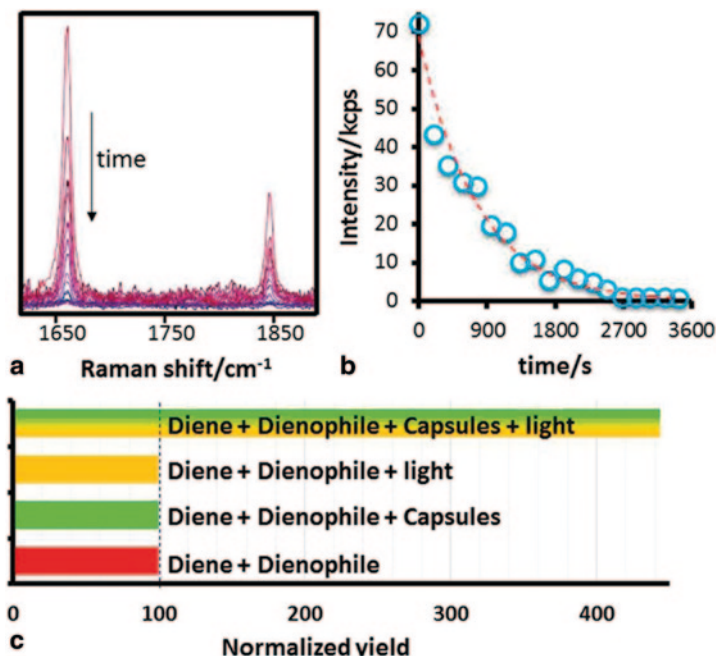 time
1650 1750 1850
Raman shift/cm⁻¹
a
70
60
50
40
30
20
10
0
Intensity/kcps
0 900 1800 2700 3600
time/s
b
Diene + Dienophile + Capsules + light
Diene + Dienophile + light
Diene + Dienophile + Capsules
Diene + Dienophile
0 100 200 300 400
Normalized yield
c